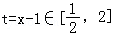 t=x-1∈[1/2, 2]